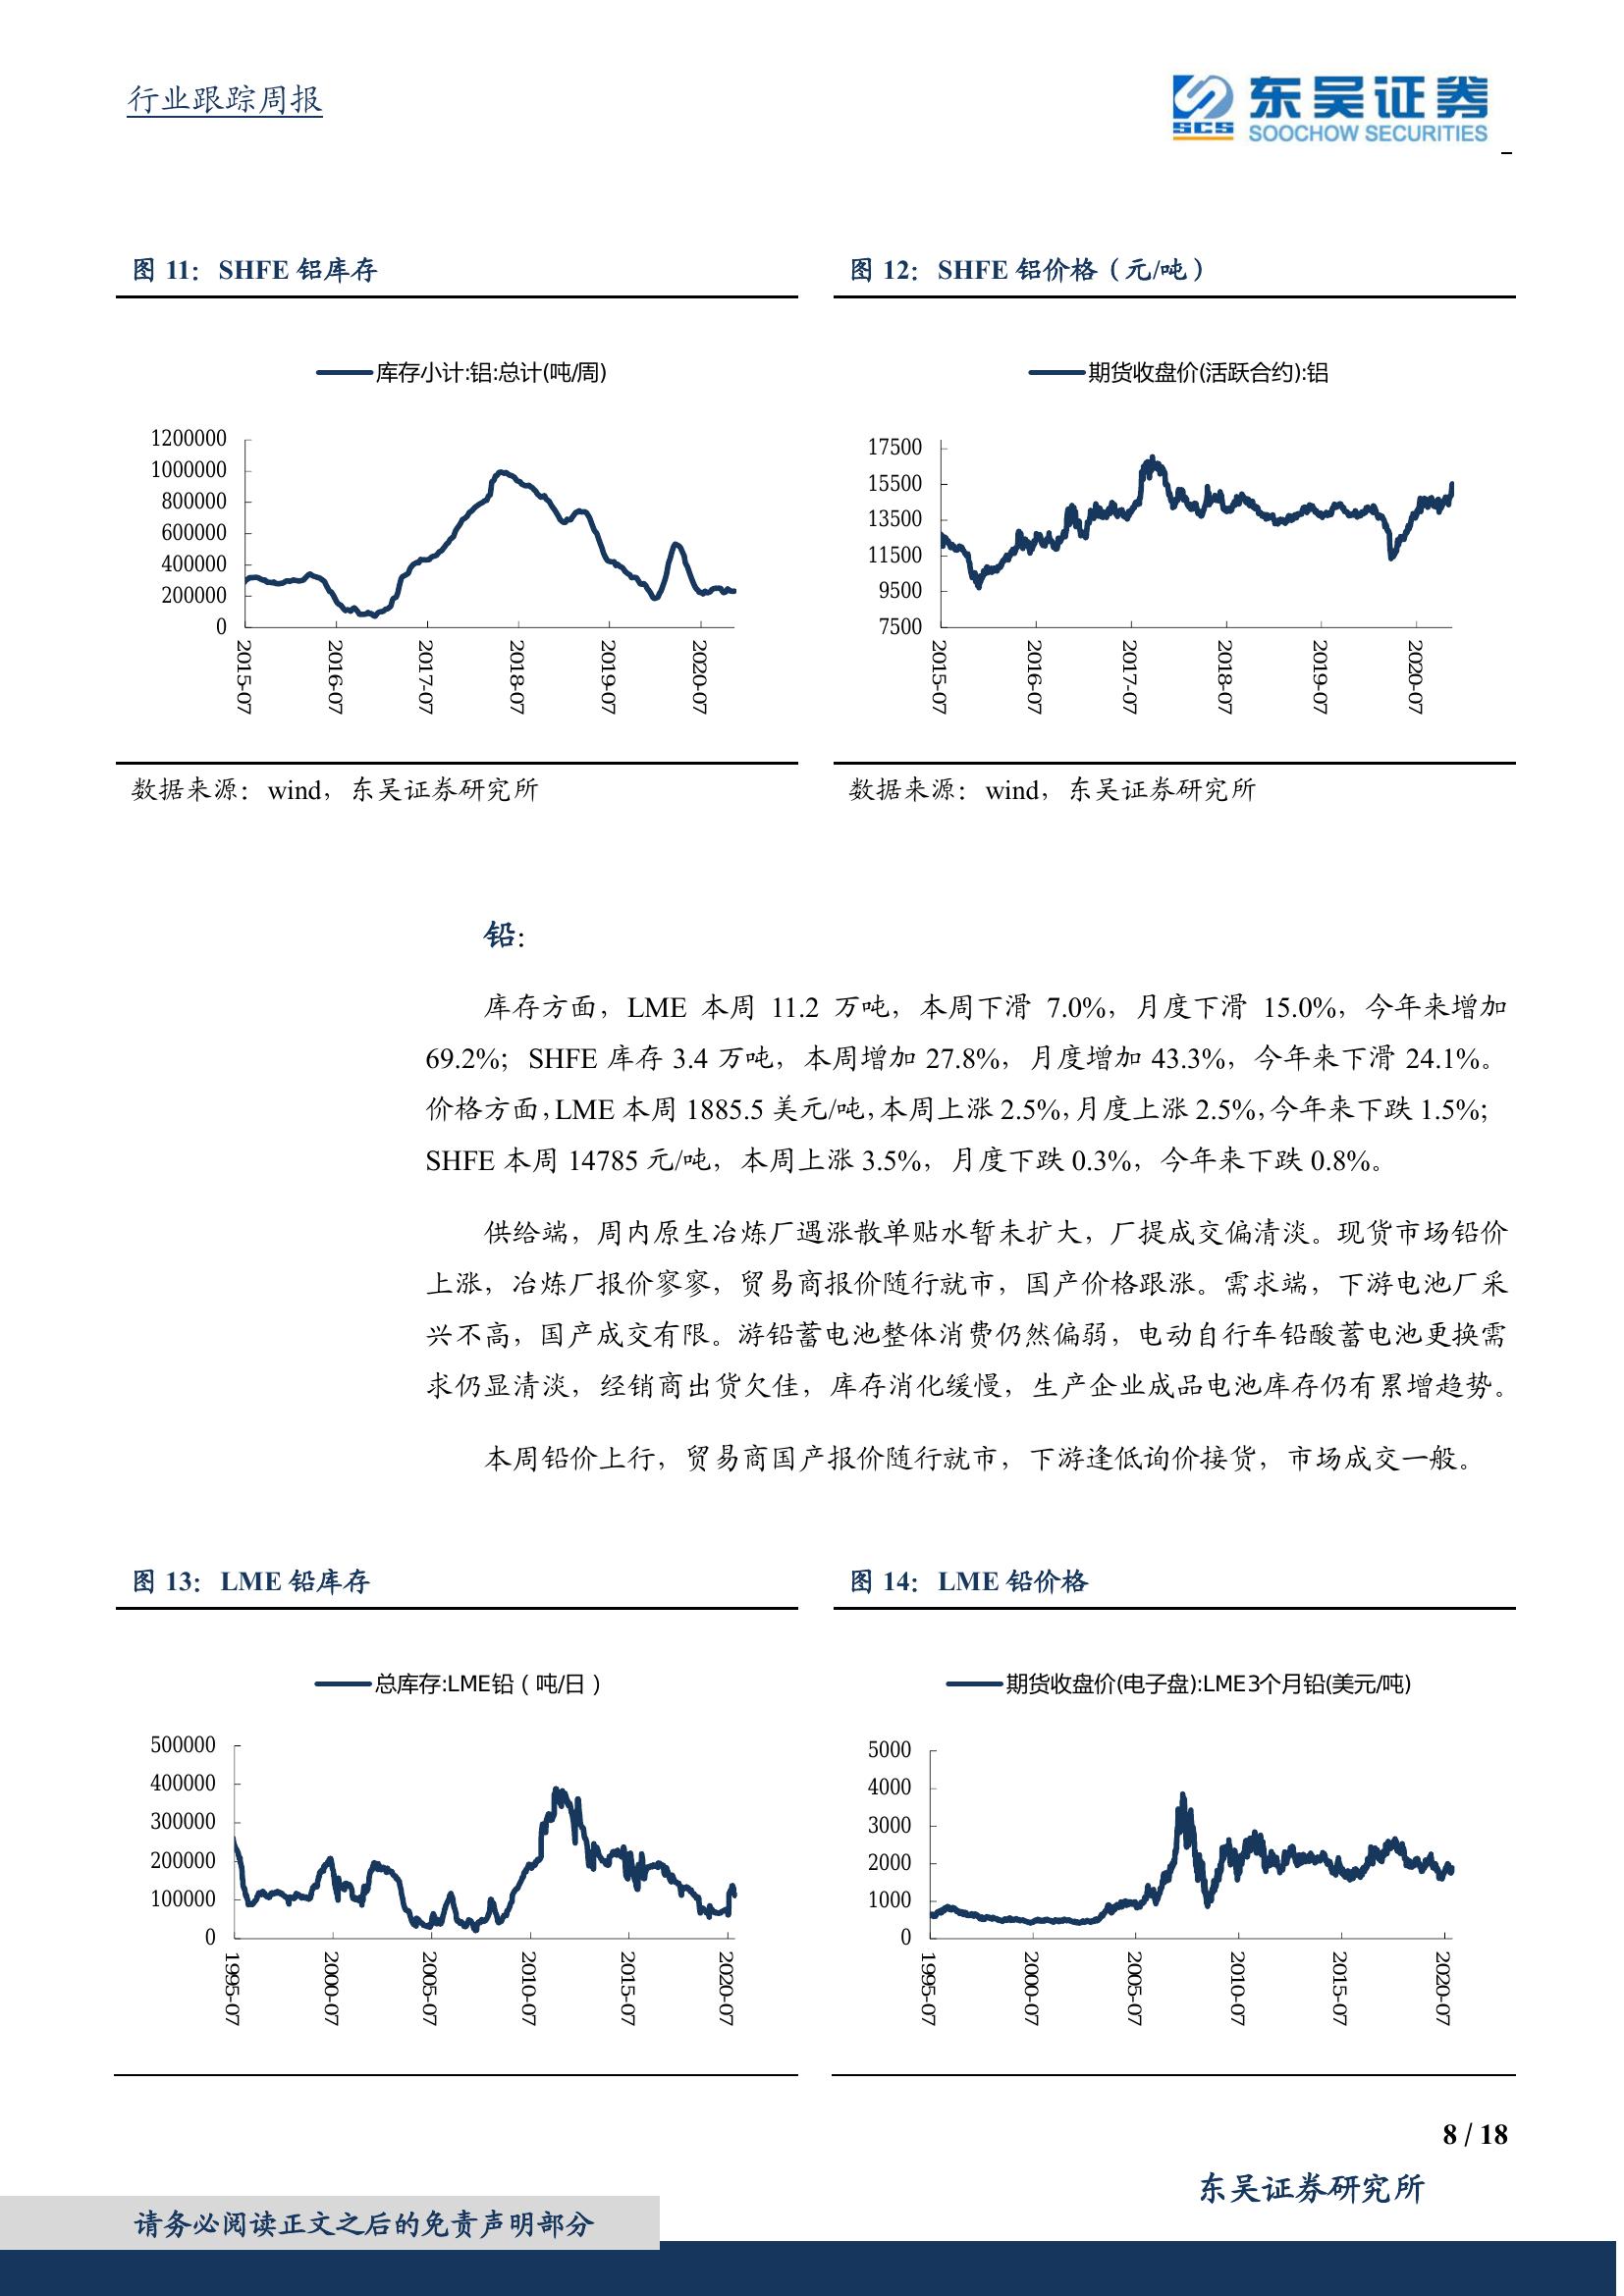 行业跟踪周报
SCS 东吴证券
SOOCHOW SECURITIES
图 11： SHFE 铝库存
库存小计:铝:总计(吨/周)
1200000
1000000
800000
600000
400000
200000
0
2015-07
2016-07
2017-07
2018-07
2019-07
2020-07
数据来源：wind，东吴证券研究所
图 12： SHFE 铝价格（元/吨）
期货收盘价(活跃合约):铝
17500
15500
13500
11500
9500
7500
2015-07
2016-07
2017-07
2018-07
2019-07
2020-07
数据来源：wind，东吴证券研究所
铅：
库存方面，LME 本周 11.2 万吨，本周下滑 7.0%，月度下滑 15.0%，今年来增加
69.2%；SHFE 库存 3.4 万吨，本周增加 27.8%，月度增加 43.3%，今年来下滑 24.1%。
价格方面，LME 本周 1885.5 美元/吨，本周上涨 2.5%，月度上涨 2.5%，今年来下跌 1.5%；
SHFE 本周 14785 元/吨，本周上涨 3.5%，月度下跌 0.3%，今年来下跌 0.8%。
供给端，周内原生冶炼厂遇涨散单贴水暂未扩大，厂提成交偏清淡。现货市场铅价
上涨，冶炼厂报价寥寥，贸易商报价随行就市，国产价格跟涨。需求端，下游电池厂采
兴不高，国产成交有限。游铅蓄电池整体消费仍然偏弱，电动自行车铅酸蓄电池更换需
求仍显清淡，经销商出货欠佳，库存消化缓慢，生产企业成品电池库存仍有累增趋势。
本周铅价上行，贸易商国产报价随行就市，下游逢低询价接货，市场成交一般。
图 13： LME 铅库存
总库存:LME铅（吨/日）
500000
400000
300000
200000
100000
0
1995-07
2000-07
2005-07
2010-07
2015-07
2020-07
图 14： LME 铅价格
期货收盘价(电子盘):LME3个月铅(美元/吨)
5000
4000
3000
2000
1000
0
1995-07
2000-07
2005-07
2010-07
2015-07
2020-07
8 / 18
东吴证券研究所
请务必阅读正文之后的免责声明部分